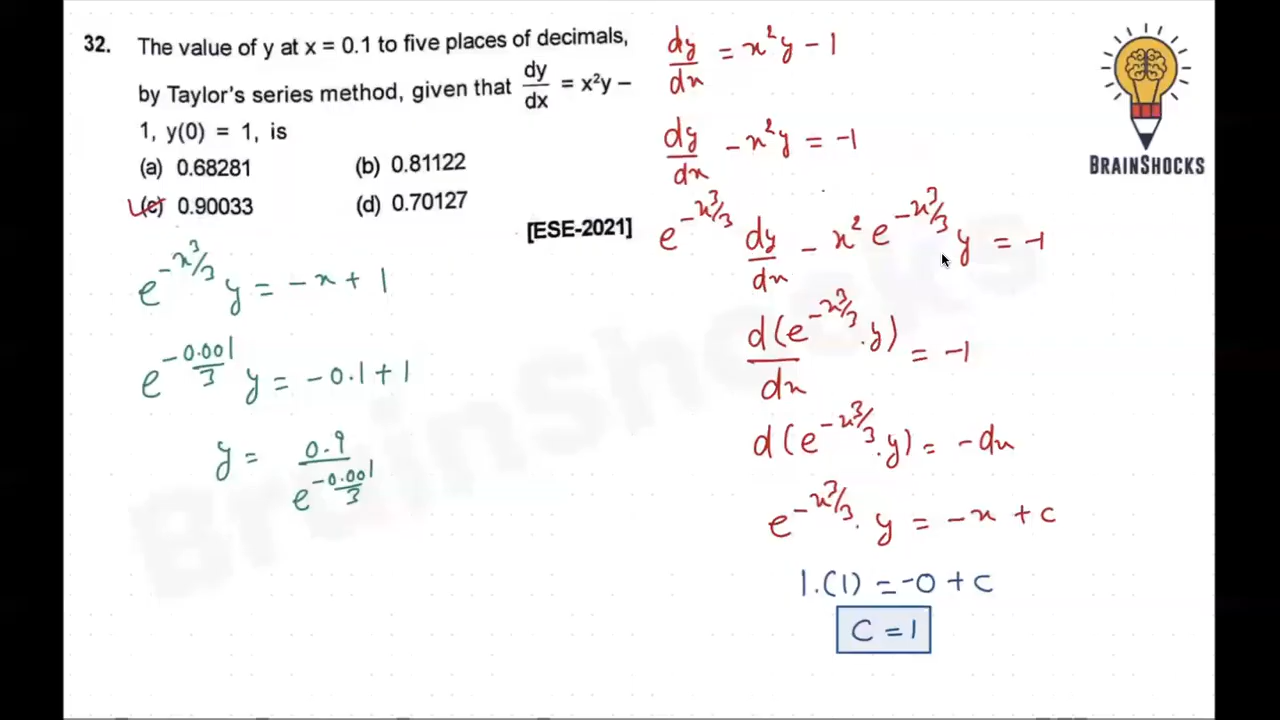 32. The value of y at x = 0.1 to five places of decimals,
by Taylor's series method, given that dy/dx = x²y –
1, y(0) = 1, is
(a) 0.68281 (b) 0.81122
(c) 0.90033 (d) 0.70127
[ESE-2021]
e^(-x³/3) y = -x + 1
e^(-0.001/3) y = -0.1 + 1
y = 0.9 / e^(-0.001/3)
dy/dx = x²y - 1
dy/dx - x²y = -1
e^(-x³/3) dy/dx - x² e^(-x³/3) y = -1
d(e^(-x³/3) . y)/dx = -1
d(e^(-x³/3) . y) = -dx
e^(-x³/3) . y = -x + c
1.(1) = -0 + c
C = 1
BRAINSHOCKS
BrainShocks